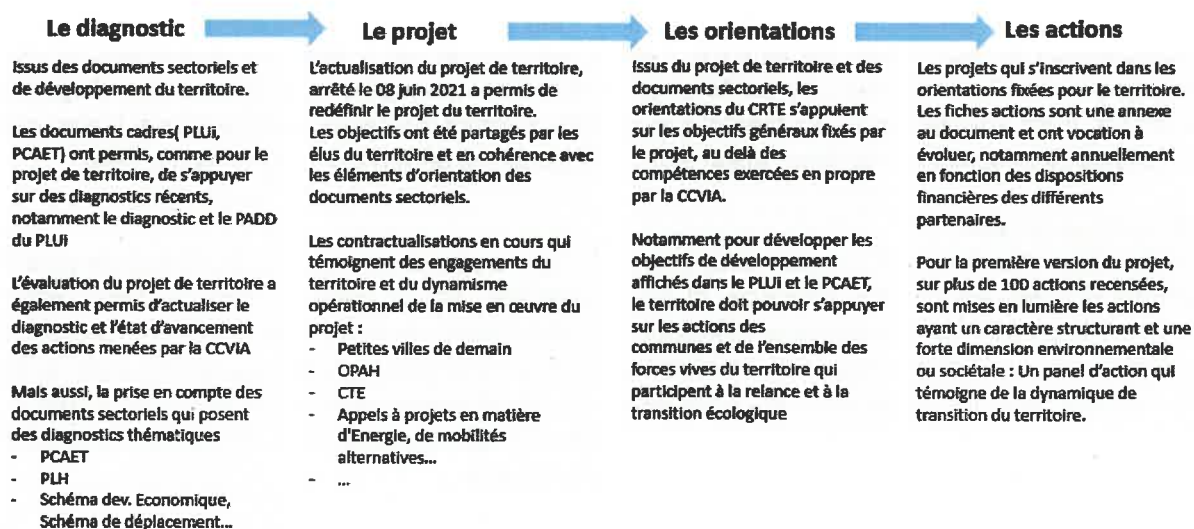 Le diagnostic
Issus des documents sectoriels et
de développement du territoire.
Les documents cadres( PLUi,
PCAET) ont permis, comme pour le
projet de territoire, de s'appuyer
sur des diagnostics récents,
notamment le diagnostic et le PADD
du PLUi
L'évaluation du projet de territoire a
également permis d'actualiser le
diagnostic et l'état d'avancement
des actions menées par la CCVIA
Mais aussi, la prise en compte des
documents sectoriels qui posent
des diagnostics thématiques
- PCAET
- PLH
- Schéma dev. Economique,
Schéma de déplacement...
Le projet
L'actualisation du projet de territoire,
arrêté le 08 juin 2021 a permis de
redéfinir le projet du territoire.
Les objectifs ont été partagés par les
élus du territoire et en cohérence avec
les éléments d'orientation des
documents sectoriels.
Les contractualisations en cours qui
témoignent des engagements du
territoire et du dynamisme
opérationnel de la mise en œuvre du
projet :
- Petites villes de demain
- OPAH
- CTE
- Appels à projets en matière
d'Energie, de mobilités
alternatives...
- ...
Les orientations
Issus du projet de territoire et des
documents sectoriels, les
orientations du CRTE s'appuient
sur les objectifs généraux fixés par
le projet, au delà des
compétences exercées en propre
par la CCVIA.
Notamment pour développer les
objectifs de développement
affichés dans le PLUi et le PCAET,
le territoire doit pouvoir s'appuyer
sur les actions des
communes et de l'ensemble des
forces vives du territoire qui
participent à la relance et à la
transition écologique
Les actions
Les projets qui s'inscrivent dans les
orientations fixées pour le territoire.
Les fiches actions sont une annexe
au document et ont vocation à
évoluer, notamment annuellement
en fonction des dispositions
financières des différents
partenaires.
Pour la première version du projet,
sur plus de 100 actions recensées,
sont mises en lumière les actions
ayant un caractère structurant et une
forte dimension environnementale
ou sociétale : Un panel d'action qui
témoigne de la dynamique de
transition du territoire.